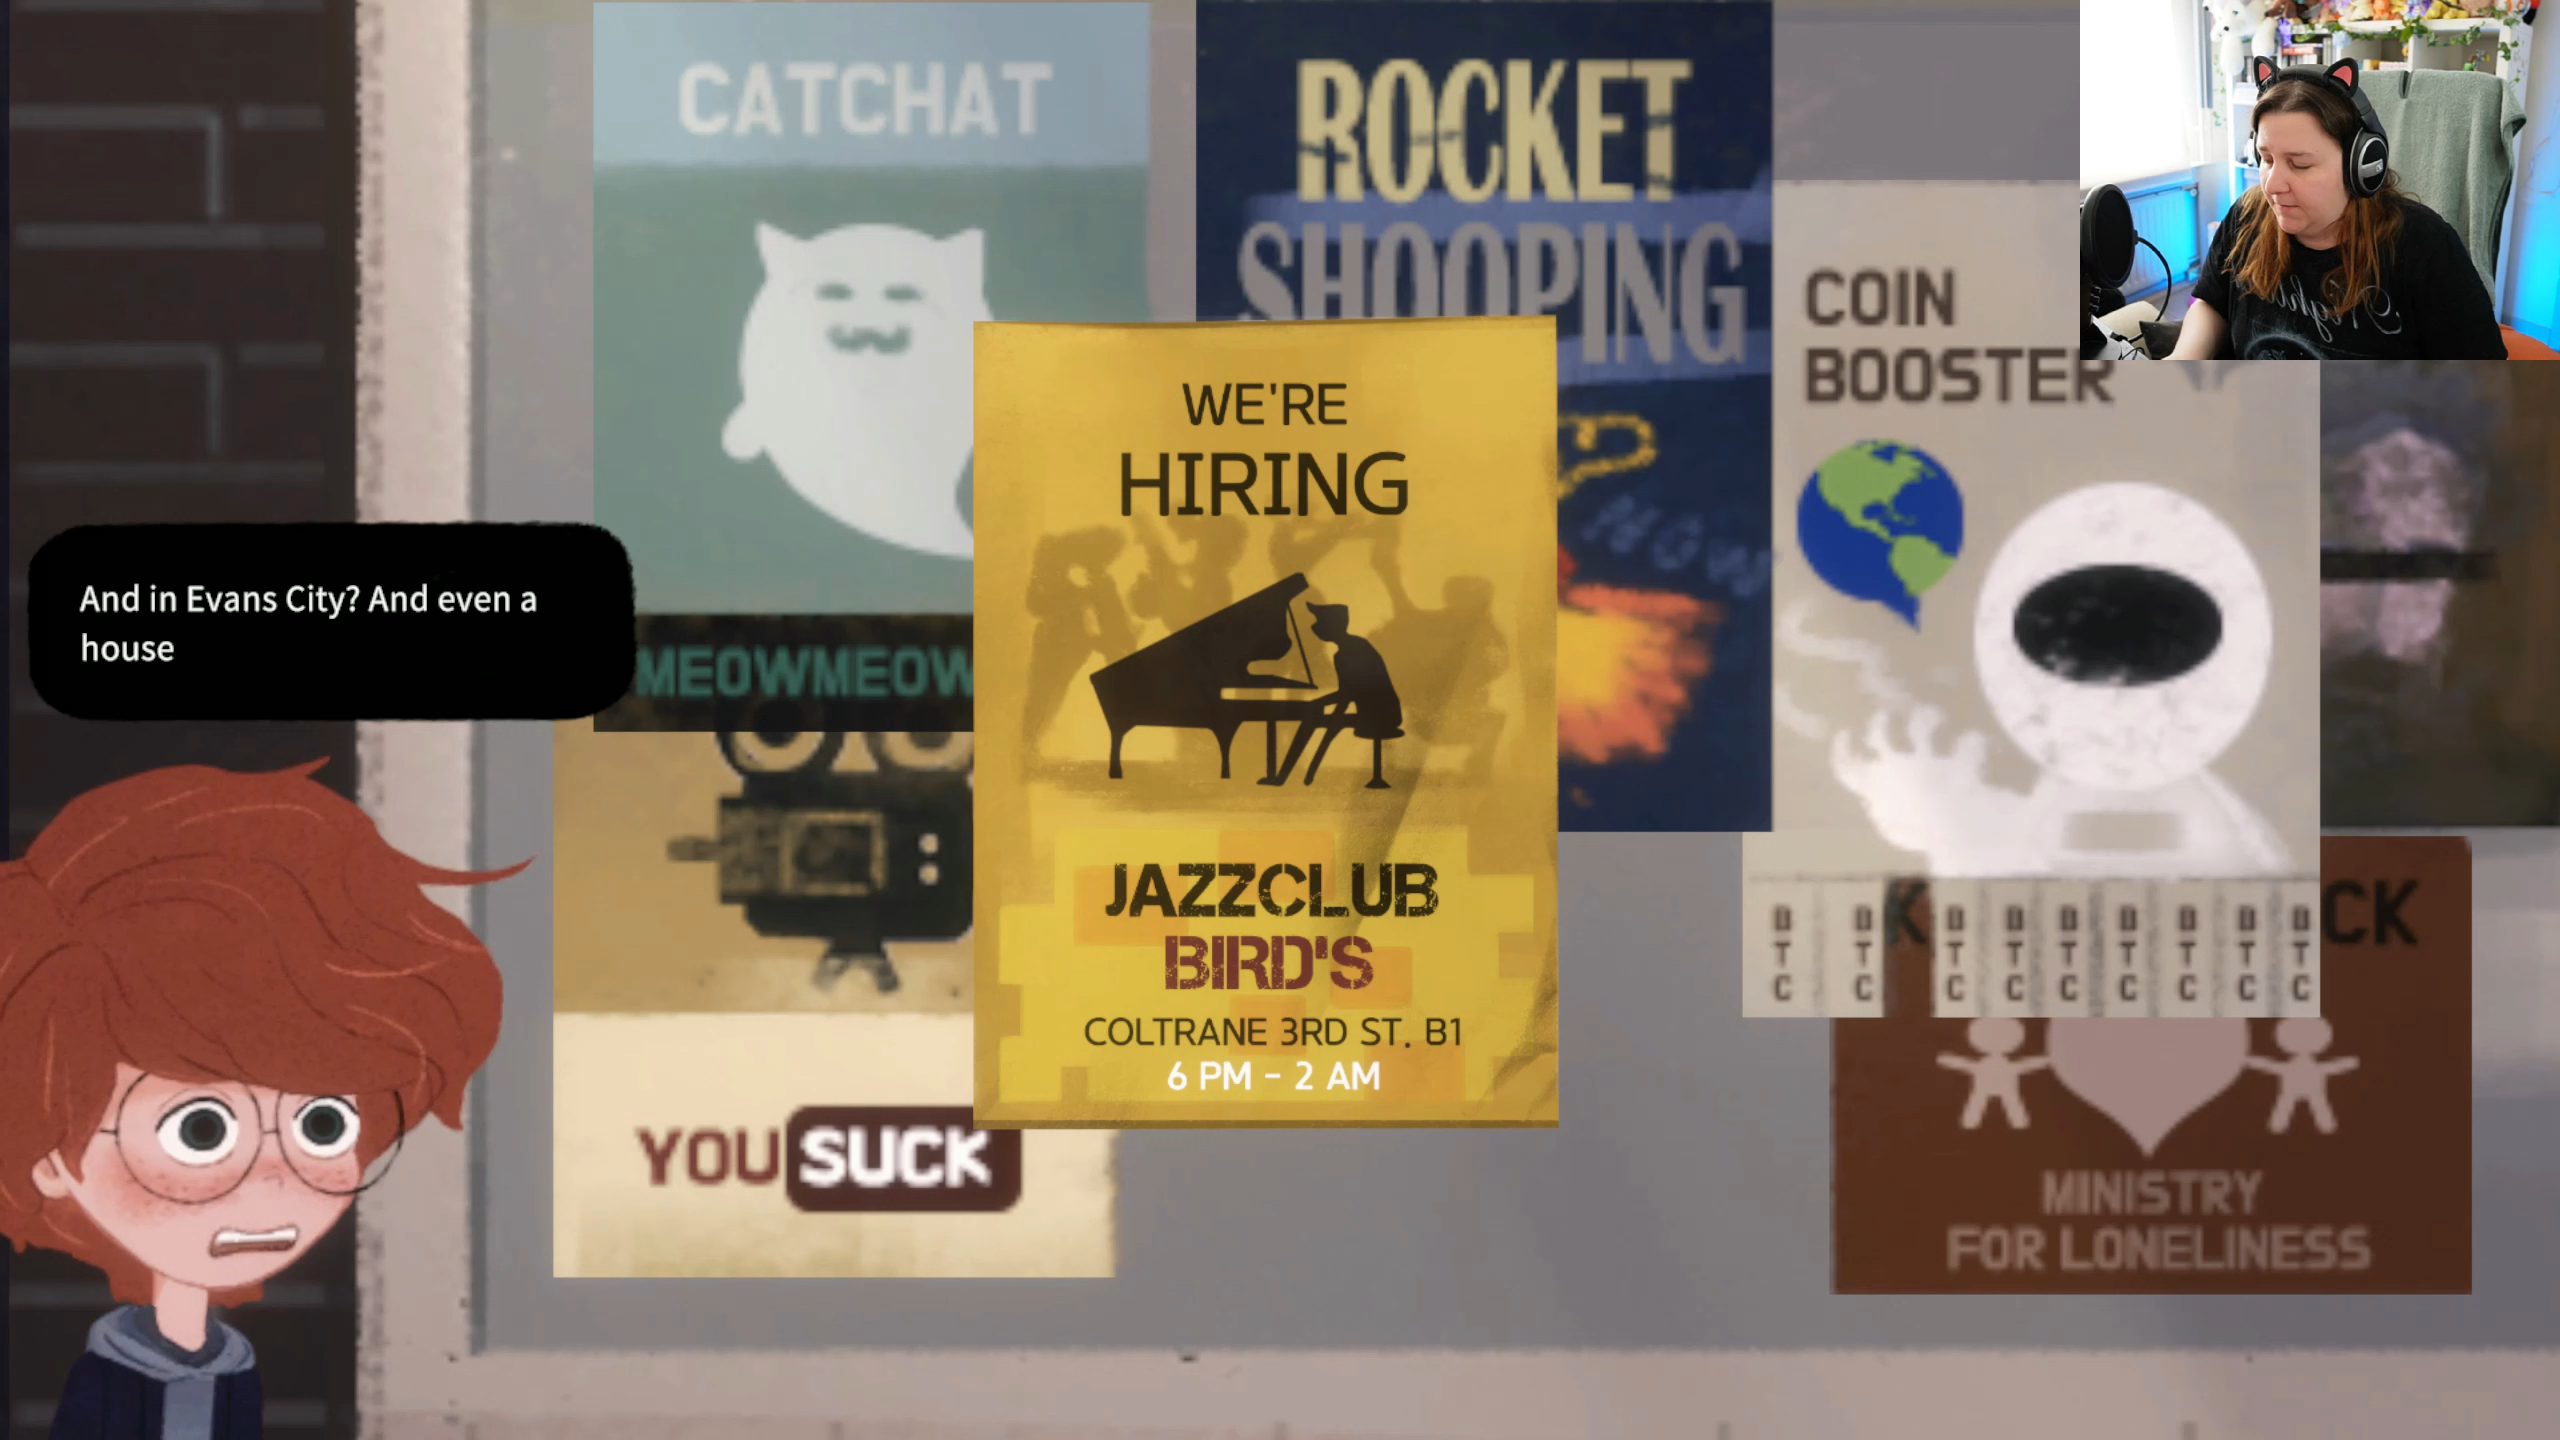 CATCHAT
MEOWMEOW
ROCKET
SHOOPING
NOW
COIN
BOOSTER
And in Evans City? And even a
house
WE'RE
HIRING
JAZZCLUB
BIRD'S
COLTRANE 3RD ST. B1
6 PM - 2 AM
YOU SUCK
BTC BTC BTC BTC BTC BTC BTC BTC BTC
K
CK
MINISTRY
FOR LONELINESS